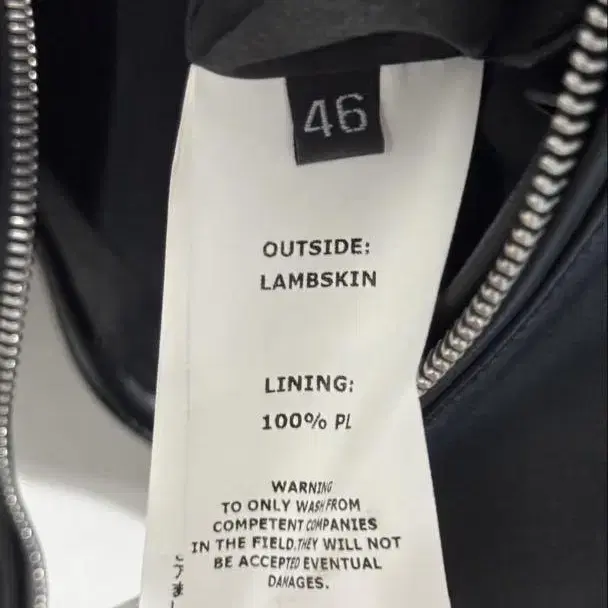 46
OUTSIDE:
LAMBSKIN
LINING:
100% PL
WARNING
TO ONLY WASH FROM
COMPETENT COMPANIES
IN THE FIELD.THEY WILL NOT
BE ACCEPTED EVENTUAL
DAMAGES.